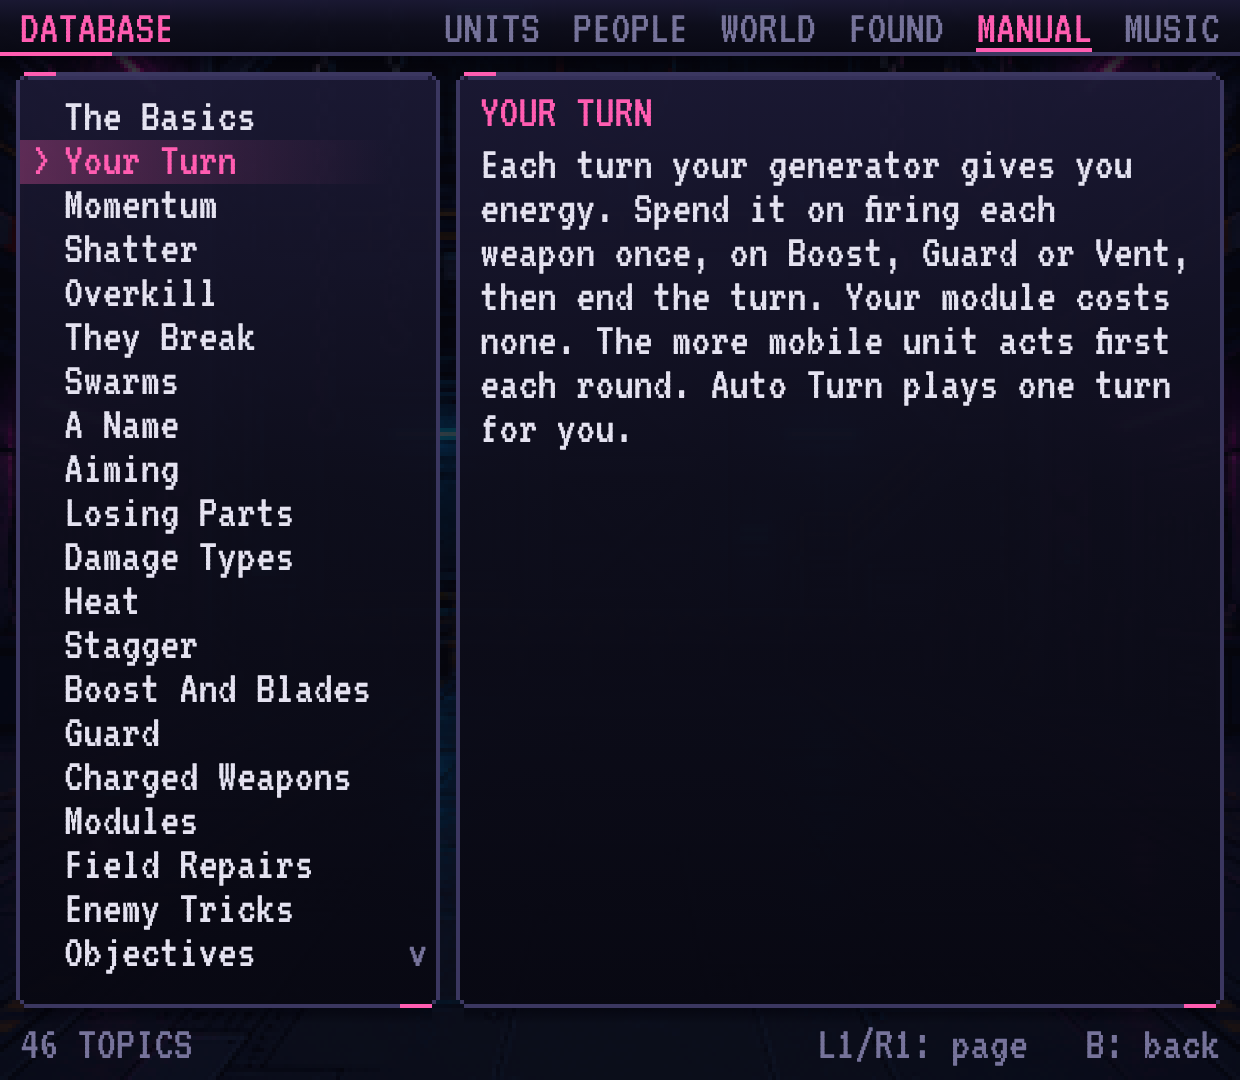 DATABASE
UNITS PEOPLE WORLD FOUND MANUAL MUSIC
The Basics
> Your Turn
Momentum
Shatter
Overkill
They Break
Swarms
A Name
Aiming
Losing Parts
Damage Types
Heat
Stagger
Boost And Blades
Guard
Charged Weapons
Modules
Field Repairs
Enemy Tricks
Objectives v
YOUR TURN
Each turn your generator gives you
energy. Spend it on firing each
weapon once, on Boost, Guard or Vent,
then end the turn. Your module costs
none. The more mobile unit acts first
each round. Auto Turn plays one turn
for you.
46 TOPICS
L1/R1: page B: back